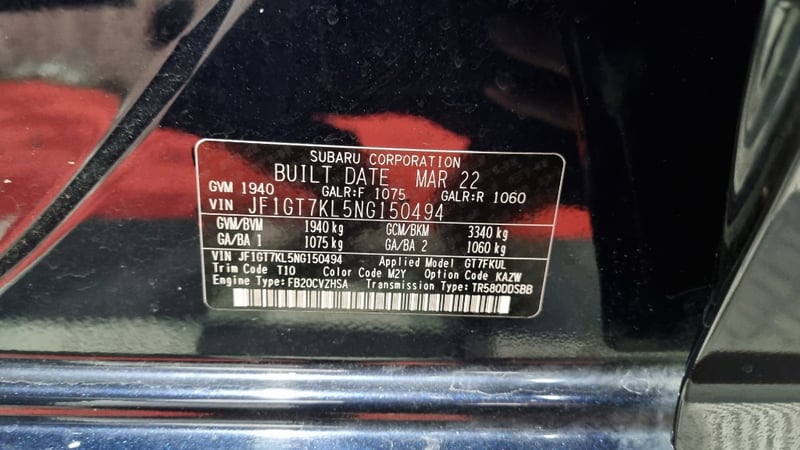 SUBARU CORPORATION
BUILT DATE MAR 22
GVM 1940 GALR:F 1075 GALR:R 1060
VIN JF1GT7KL5NG150494
GVM/BVM 1940 kg GCM/BKM 3340 kg
GA/BA 1 1075 kg GA/BA 2 1060 kg
VIN JF1GT7KL5NG150494 Applied Model GT7FKUL
Trim Code T10 Color Code M2Y Option Code KAZW
Engine Type:FB20CVZHSA Transmission Type:TR580DDSBB